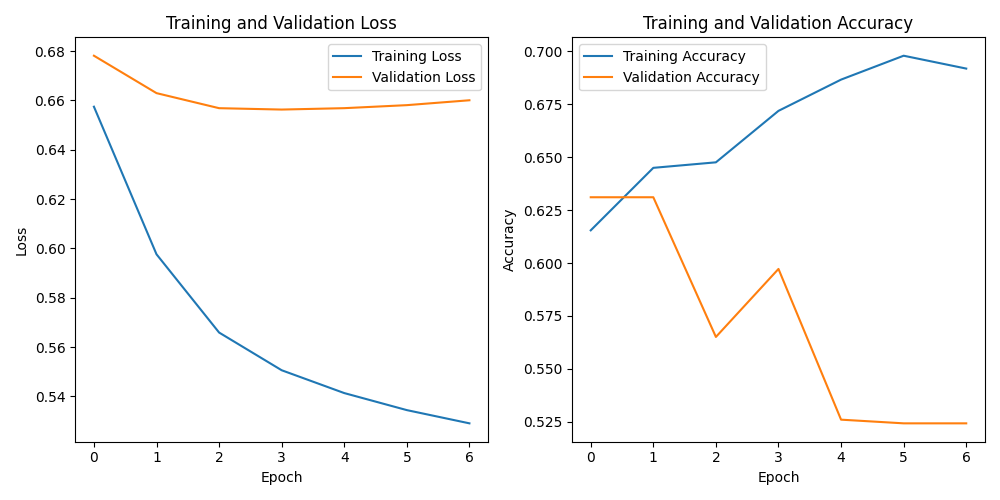 Training and Validation Loss
Training Loss
Validation Loss
0.68
0.66
0.64
0.62
0.60
0.58
0.56
0.54
Loss
0 1 2 3 4 5 6
Epoch
Training and Validation Accuracy
Training Accuracy
Validation Accuracy
0.700
0.675
0.650
0.625
0.600
0.575
0.550
0.525
Accuracy
0 1 2 3 4 5 6
Epoch